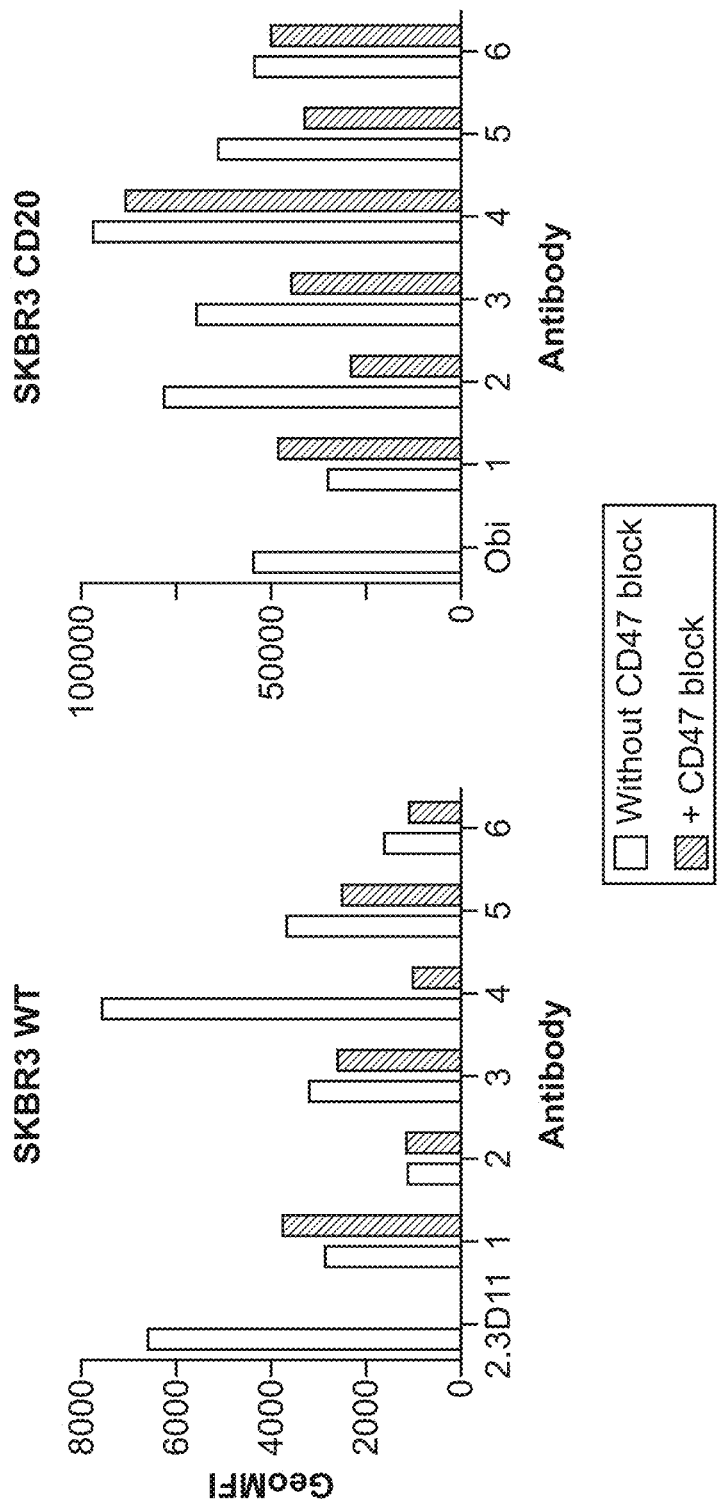 SKBR3 WT
GeoMFI
8000
6000
4000
2000
0
2.3D11
1
2
3
4
5
6
Antibody
SKBR3 CD20
100000
50000
0
Obi
1
2
3
4
5
6
Antibody
Without CD47 block
+ CD47 block